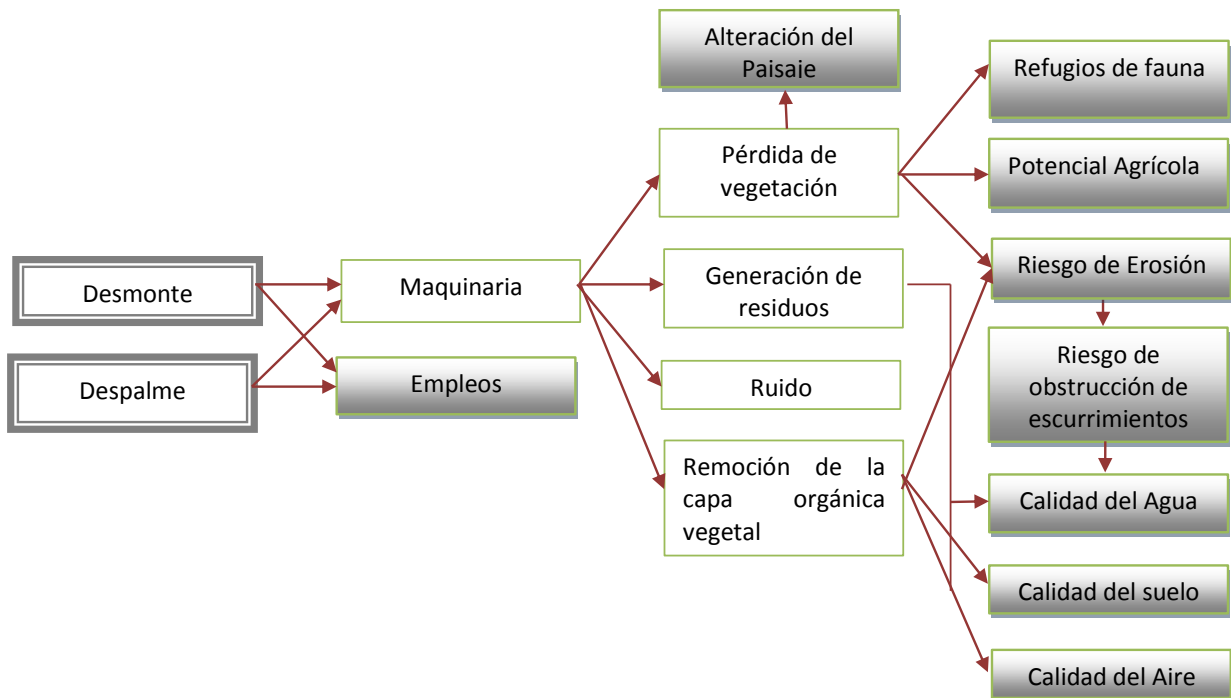 Desmonte
Despalme
Maquinaria
Empleos
Alteración del
Paisaje
Pérdida de
vegetación
Generación de
residuos
Ruido
Remoción de la
capa orgánica
vegetal
Refugios de fauna
Potencial Agrícola
Riesgo de Erosión
Riesgo de
obstrucción de
escurrimientos
Calidad del Agua
Calidad del suelo
Calidad del Aire